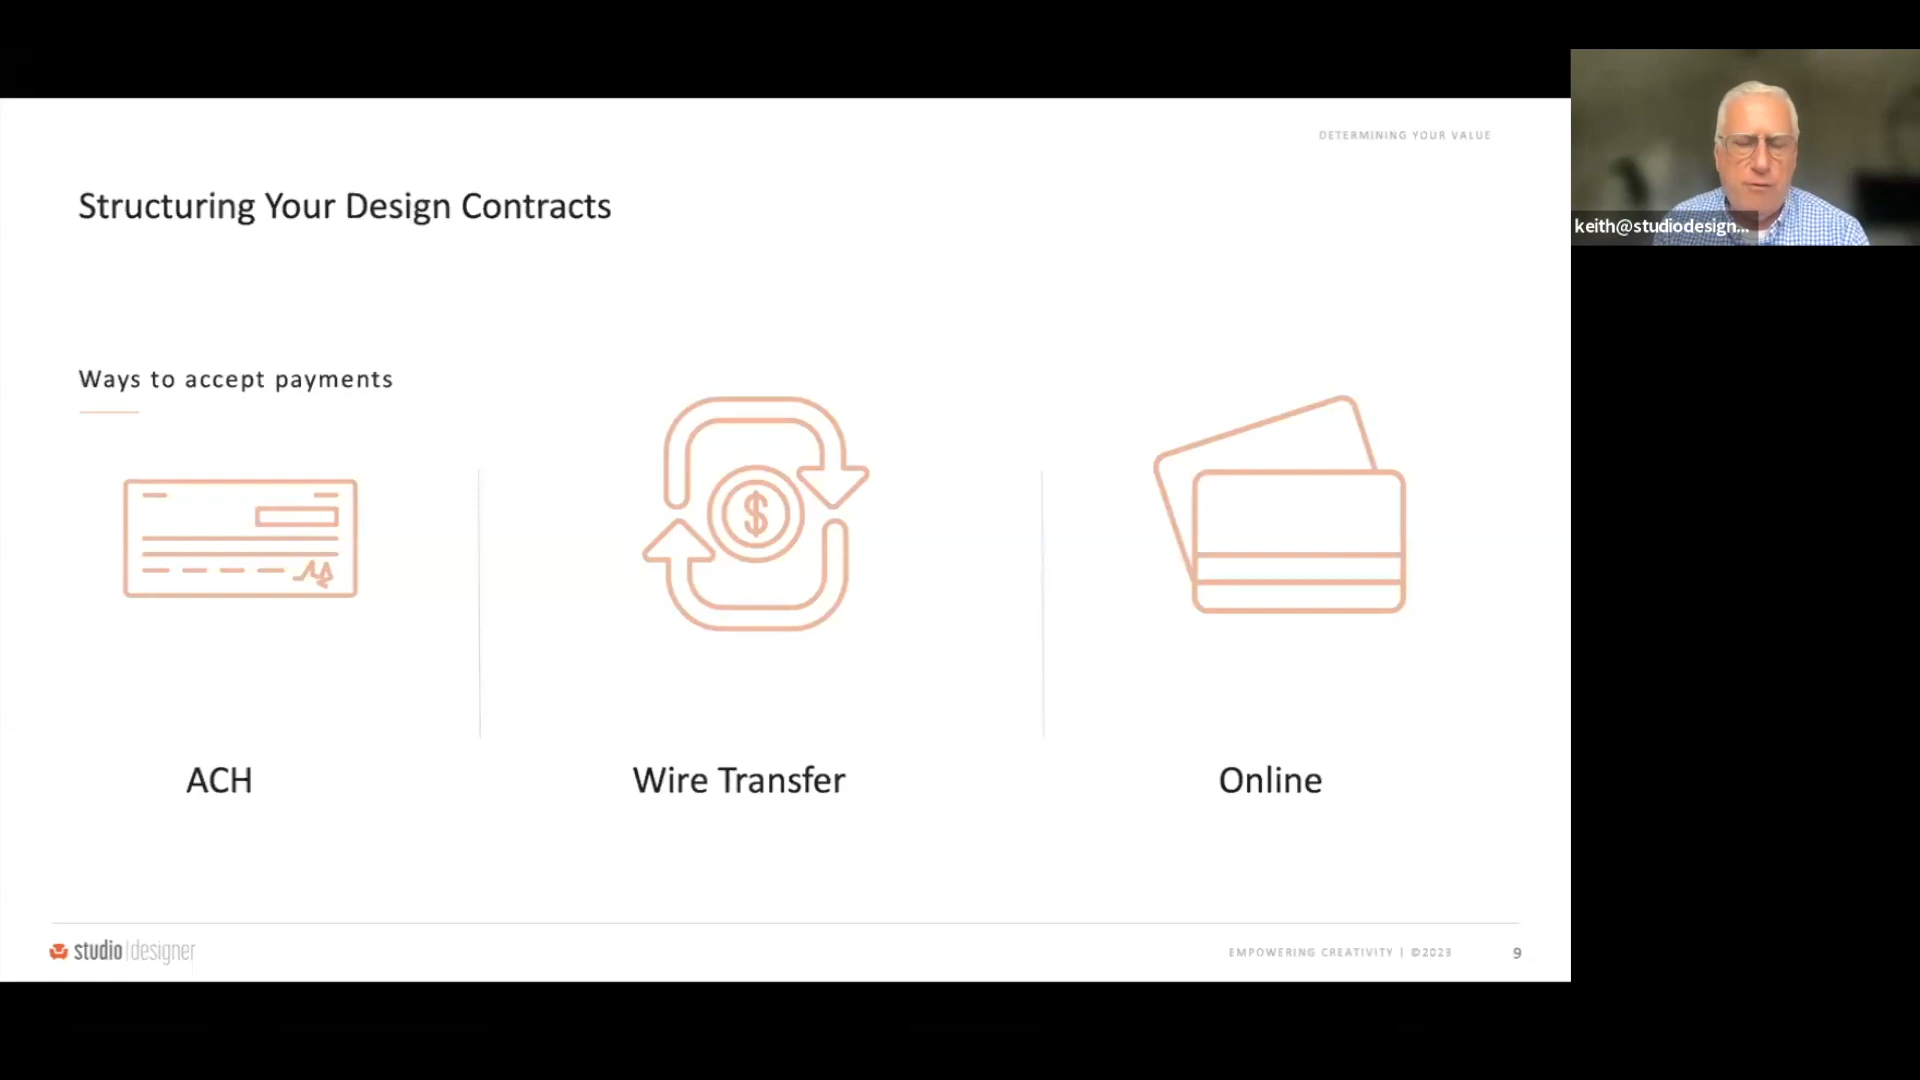 DETERMINING YOUR VALUE
keith@studiodesign...
Structuring Your Design Contracts
Ways to accept payments
$
ACH
Wire Transfer
Online
studio|designer
EMPOWERING CREATIVITY | ©2023
9